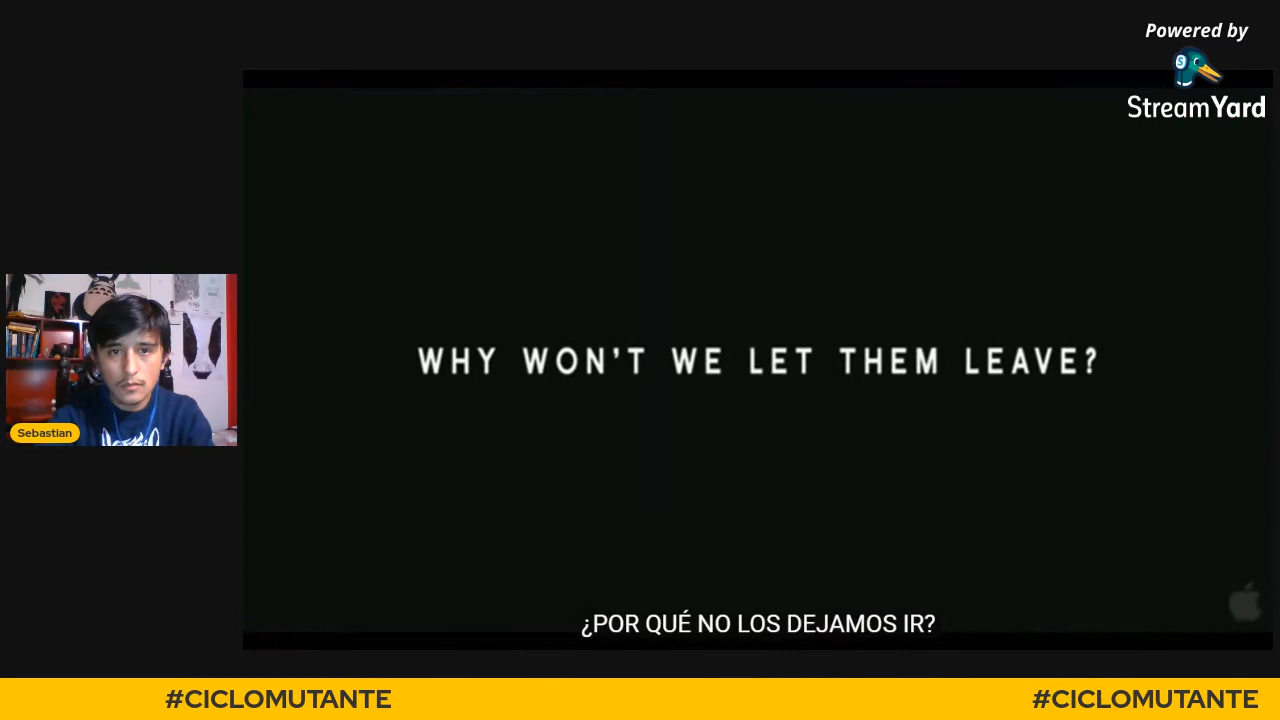 Powered by
StreamYard
WHY WON'T WE LET THEM LEAVE?
Sebastian
¿POR QUÉ NO LOS DEJAMOS IR?
#CICLOMUTANTE
#CICLOMUTANTE